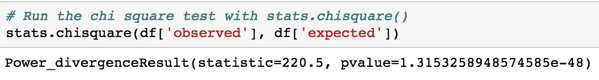 # Run the chi square test with stats.chisquare()
stats.chisquare(df['observed'], df['expected'])
Power_divergenceResult(statistic=220.5, pvalue=1.3153258948574585e-48)